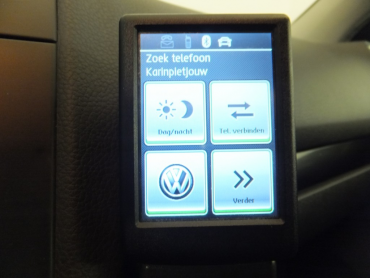 Zoek telefoon
Karinpietjouw
Dag/nacht
Tel. verbinden
Verder